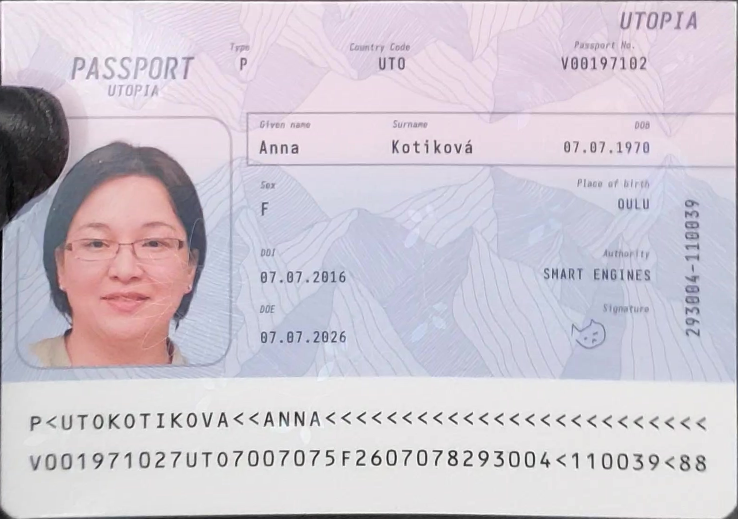 UTOPIA
PASSPORT
UTOPIA
Type
P
Country Code
UTO
Passport No.
V00197102
Given name
Anna
Surname
Kotiková
DOB
07.07.1970
Sex
F
Place of birth
OULU
DOI
07.07.2016
Authority
SMART ENGINES
DOE
07.07.2026
Signature
293004-110039
P<UTOKOTIKOVA<<ANNA<<<<<<<<<<<<<<<<<<<<<<<<<
V001971027UTO7007075F2607078293004<110039<88